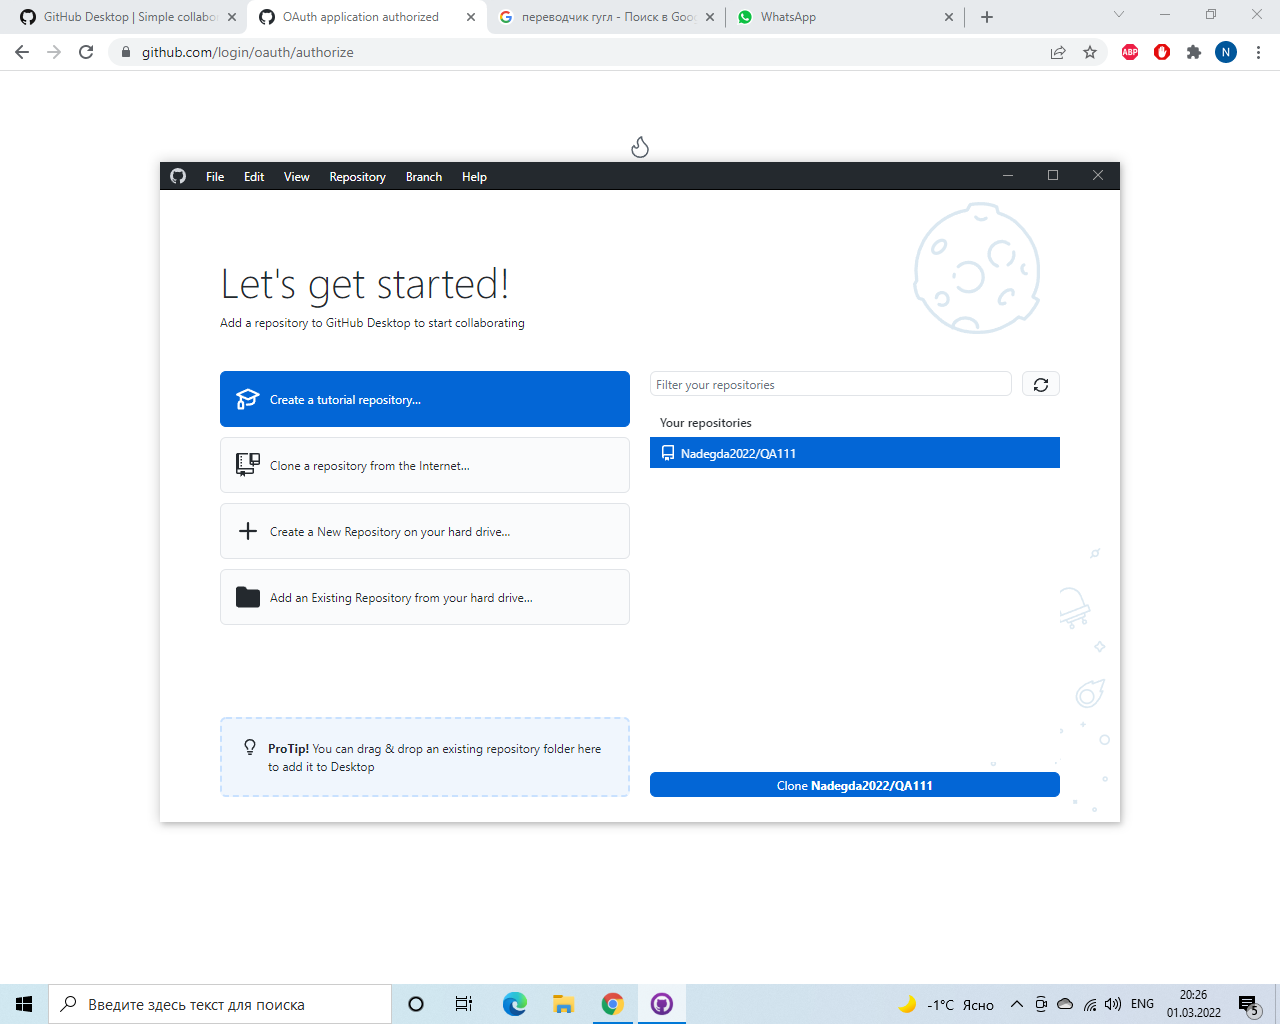 GitHub Desktop | Simple collabo
OAuth application authorized
переводчик гугл - Поиск в Goo
WhatsApp
github.com/login/oauth/authorize
ABP
N
File Edit View Repository Branch Help
Let's get started!
Add a repository to GitHub Desktop to start collaborating
Create a tutorial repository...
Clone a repository from the Internet...
Create a New Repository on your hard drive...
Add an Existing Repository from your hard drive...
ProTip! You can drag & drop an existing repository folder here
to add it to Desktop
Filter your repositories
Your repositories
Nadegda2022/QA111
Clone Nadegda2022/QA111
Введите здесь текст для поиска
-1°C Ясно
ENG
20:26
01.03.2022
5